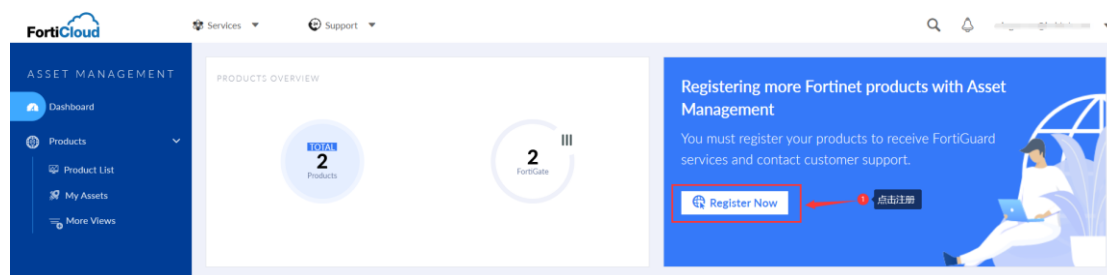 FortiCloud
Services
Support
ASSET MANAGEMENT
Dashboard
Products
Product List
My Assets
More Views
PRODUCTS OVERVIEW
TOTAL
2
Products
2
FortiGate
Registering more Fortinet products with Asset
Management
You must register your products to receive FortiGuard
services and contact customer support.
Register Now
1 点击注册